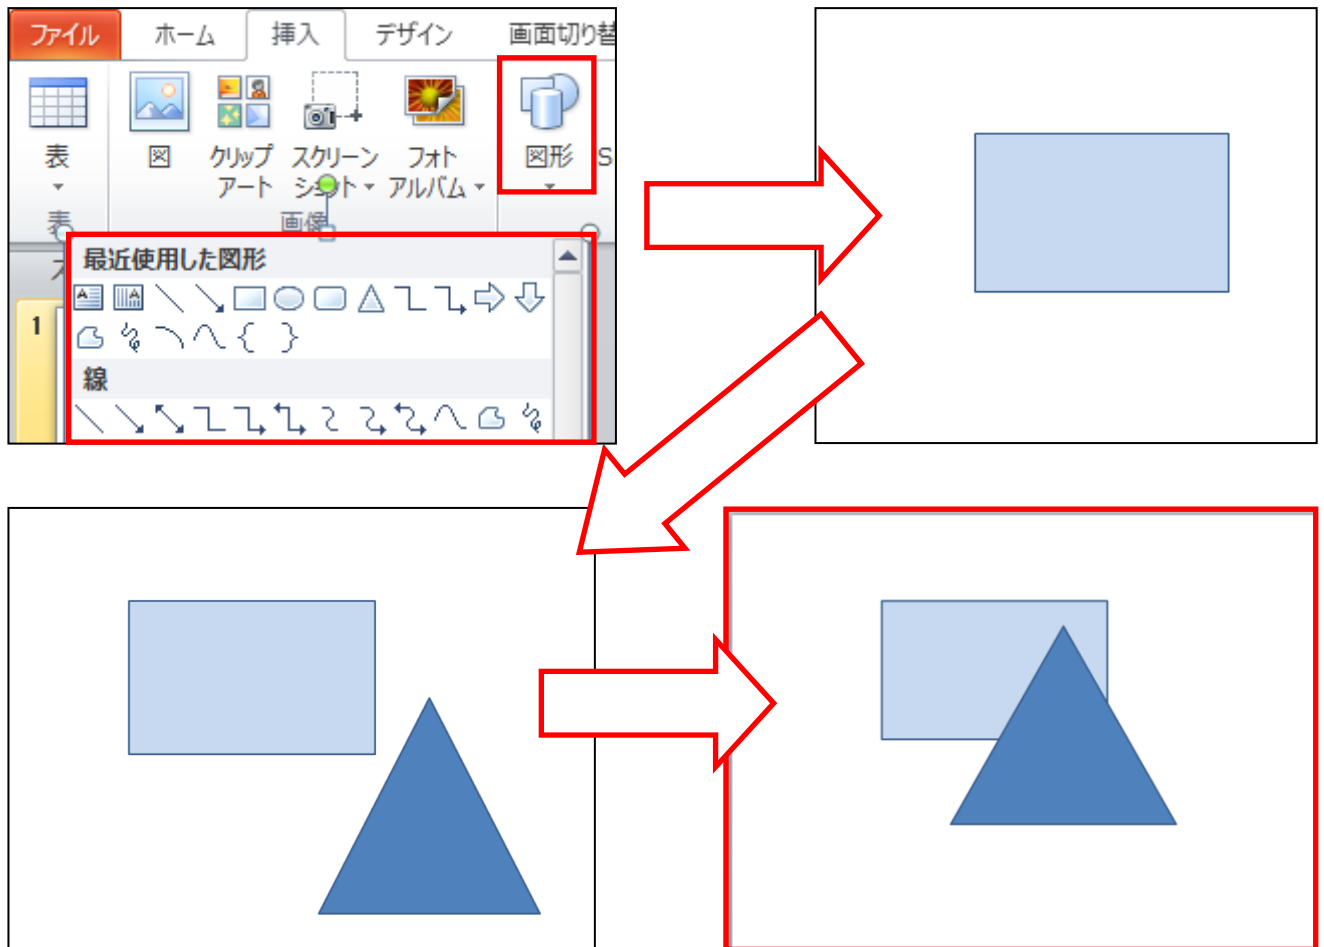 ファイル ホーム 挿入 デザイン 画面切り替
表 図 クリップ スクリーン フォト 図形 S
アート ショット アルバム
表 画像
最近使用した図形
1
線